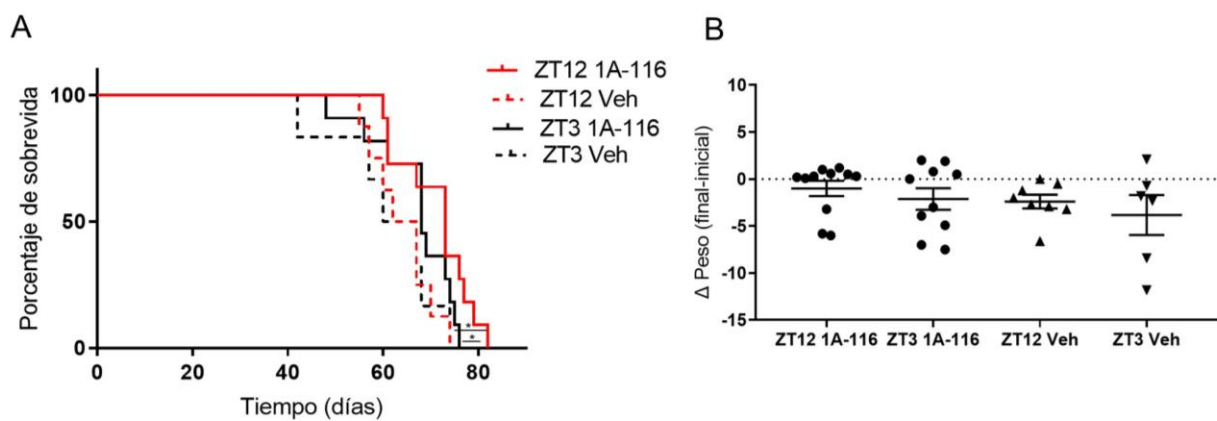 A
Porcentaje de sobrevida
100
50
0
0 20 40 60 80
Tiempo (días)
ZT12 1A-116
ZT12 Veh
ZT3 1A-116
ZT3 Veh
*
*
B
Δ Peso (final-inicial)
10
5
0
-5
-10
-15
ZT12 1A-116 ZT3 1A-116 ZT12 Veh ZT3 Veh